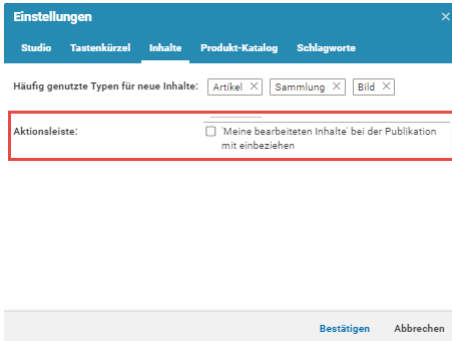 Einstellungen ×
Studio Tastenkürzel Inhalte Produkt-Katalog Schlagworte
Häufig genutzte Typen für neue Inhalte: Artikel × Sammlung × Bild ×
Aktionsleiste: 'Meine bearbeiteten Inhalte' bei der Publikation
mit einbeziehen
Bestätigen Abbrechen